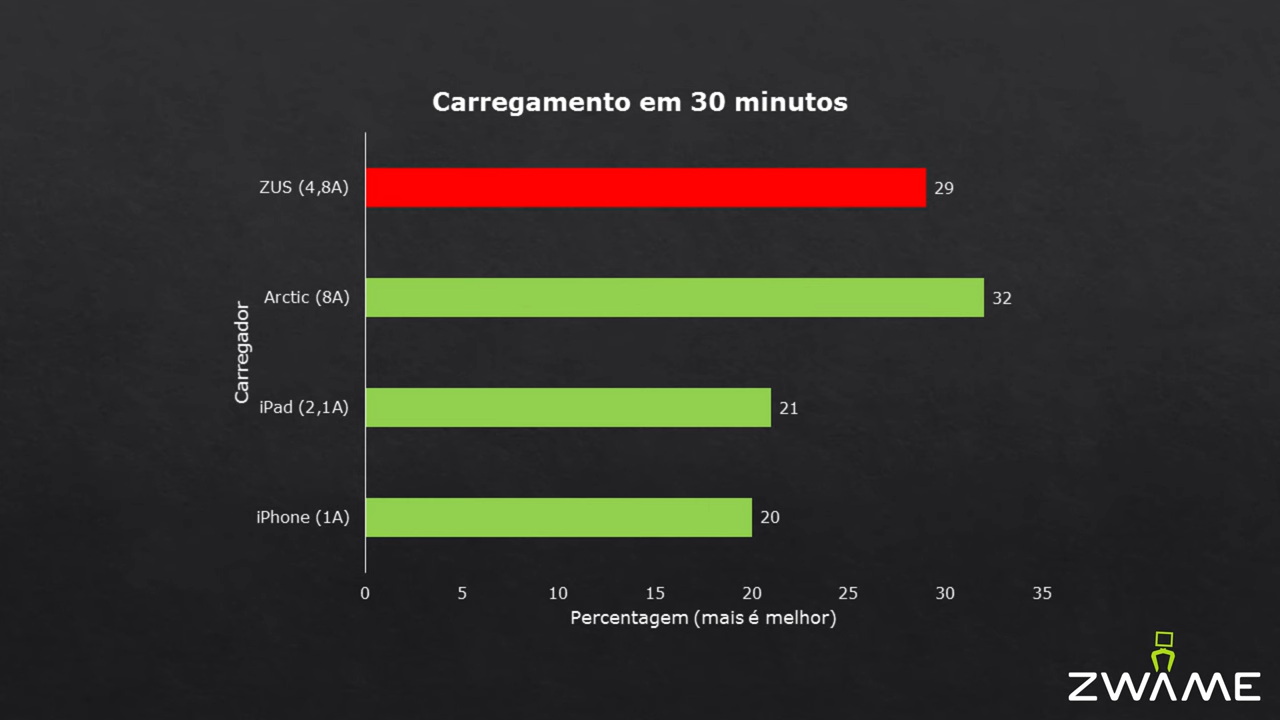 Carregamento em 30 minutos
ZUS (4,8A)
29
Arctic (8A)
32
Carregador
iPad (2,1A)
21
iPhone (1A)
20
0 5 10 15 20 25 30 35
Percentagem (mais é melhor)
ZWAME